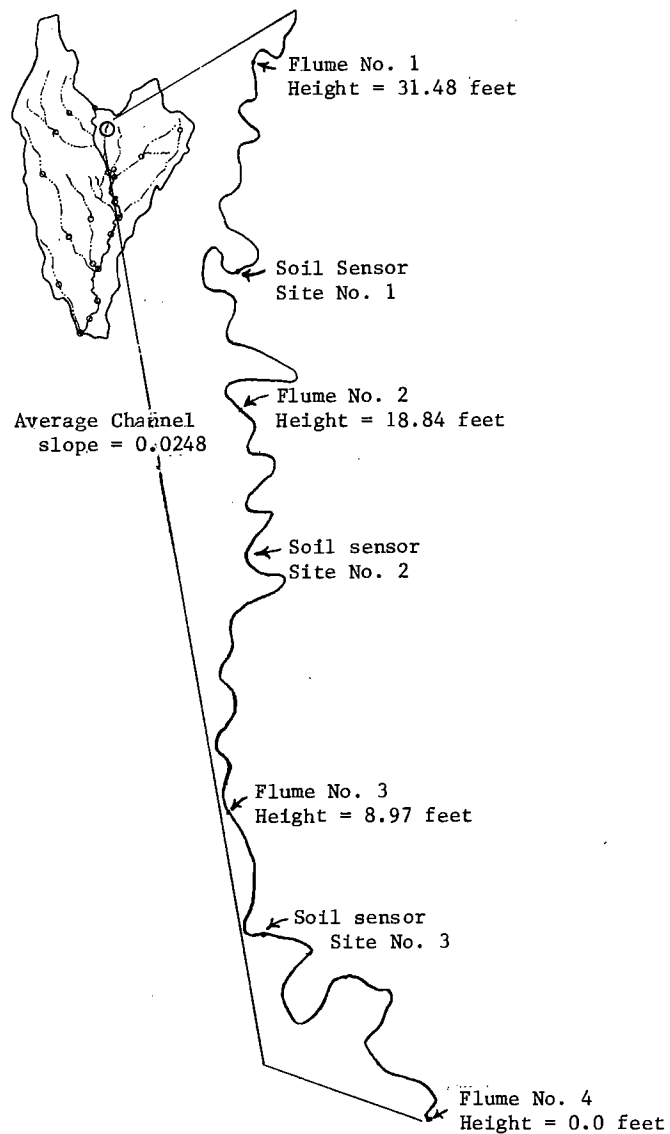 Flume No. 1
Height = 31.48 feet
Soil Sensor
Site No. 1
Flume No. 2
Height = 18.84 feet
Average Channel
slope = 0.0248
Soil sensor
Site No. 2
Flume No. 3
Height = 8.97 feet
Soil sensor
Site No. 3
Flume No. 4
Height = 0.0 feet